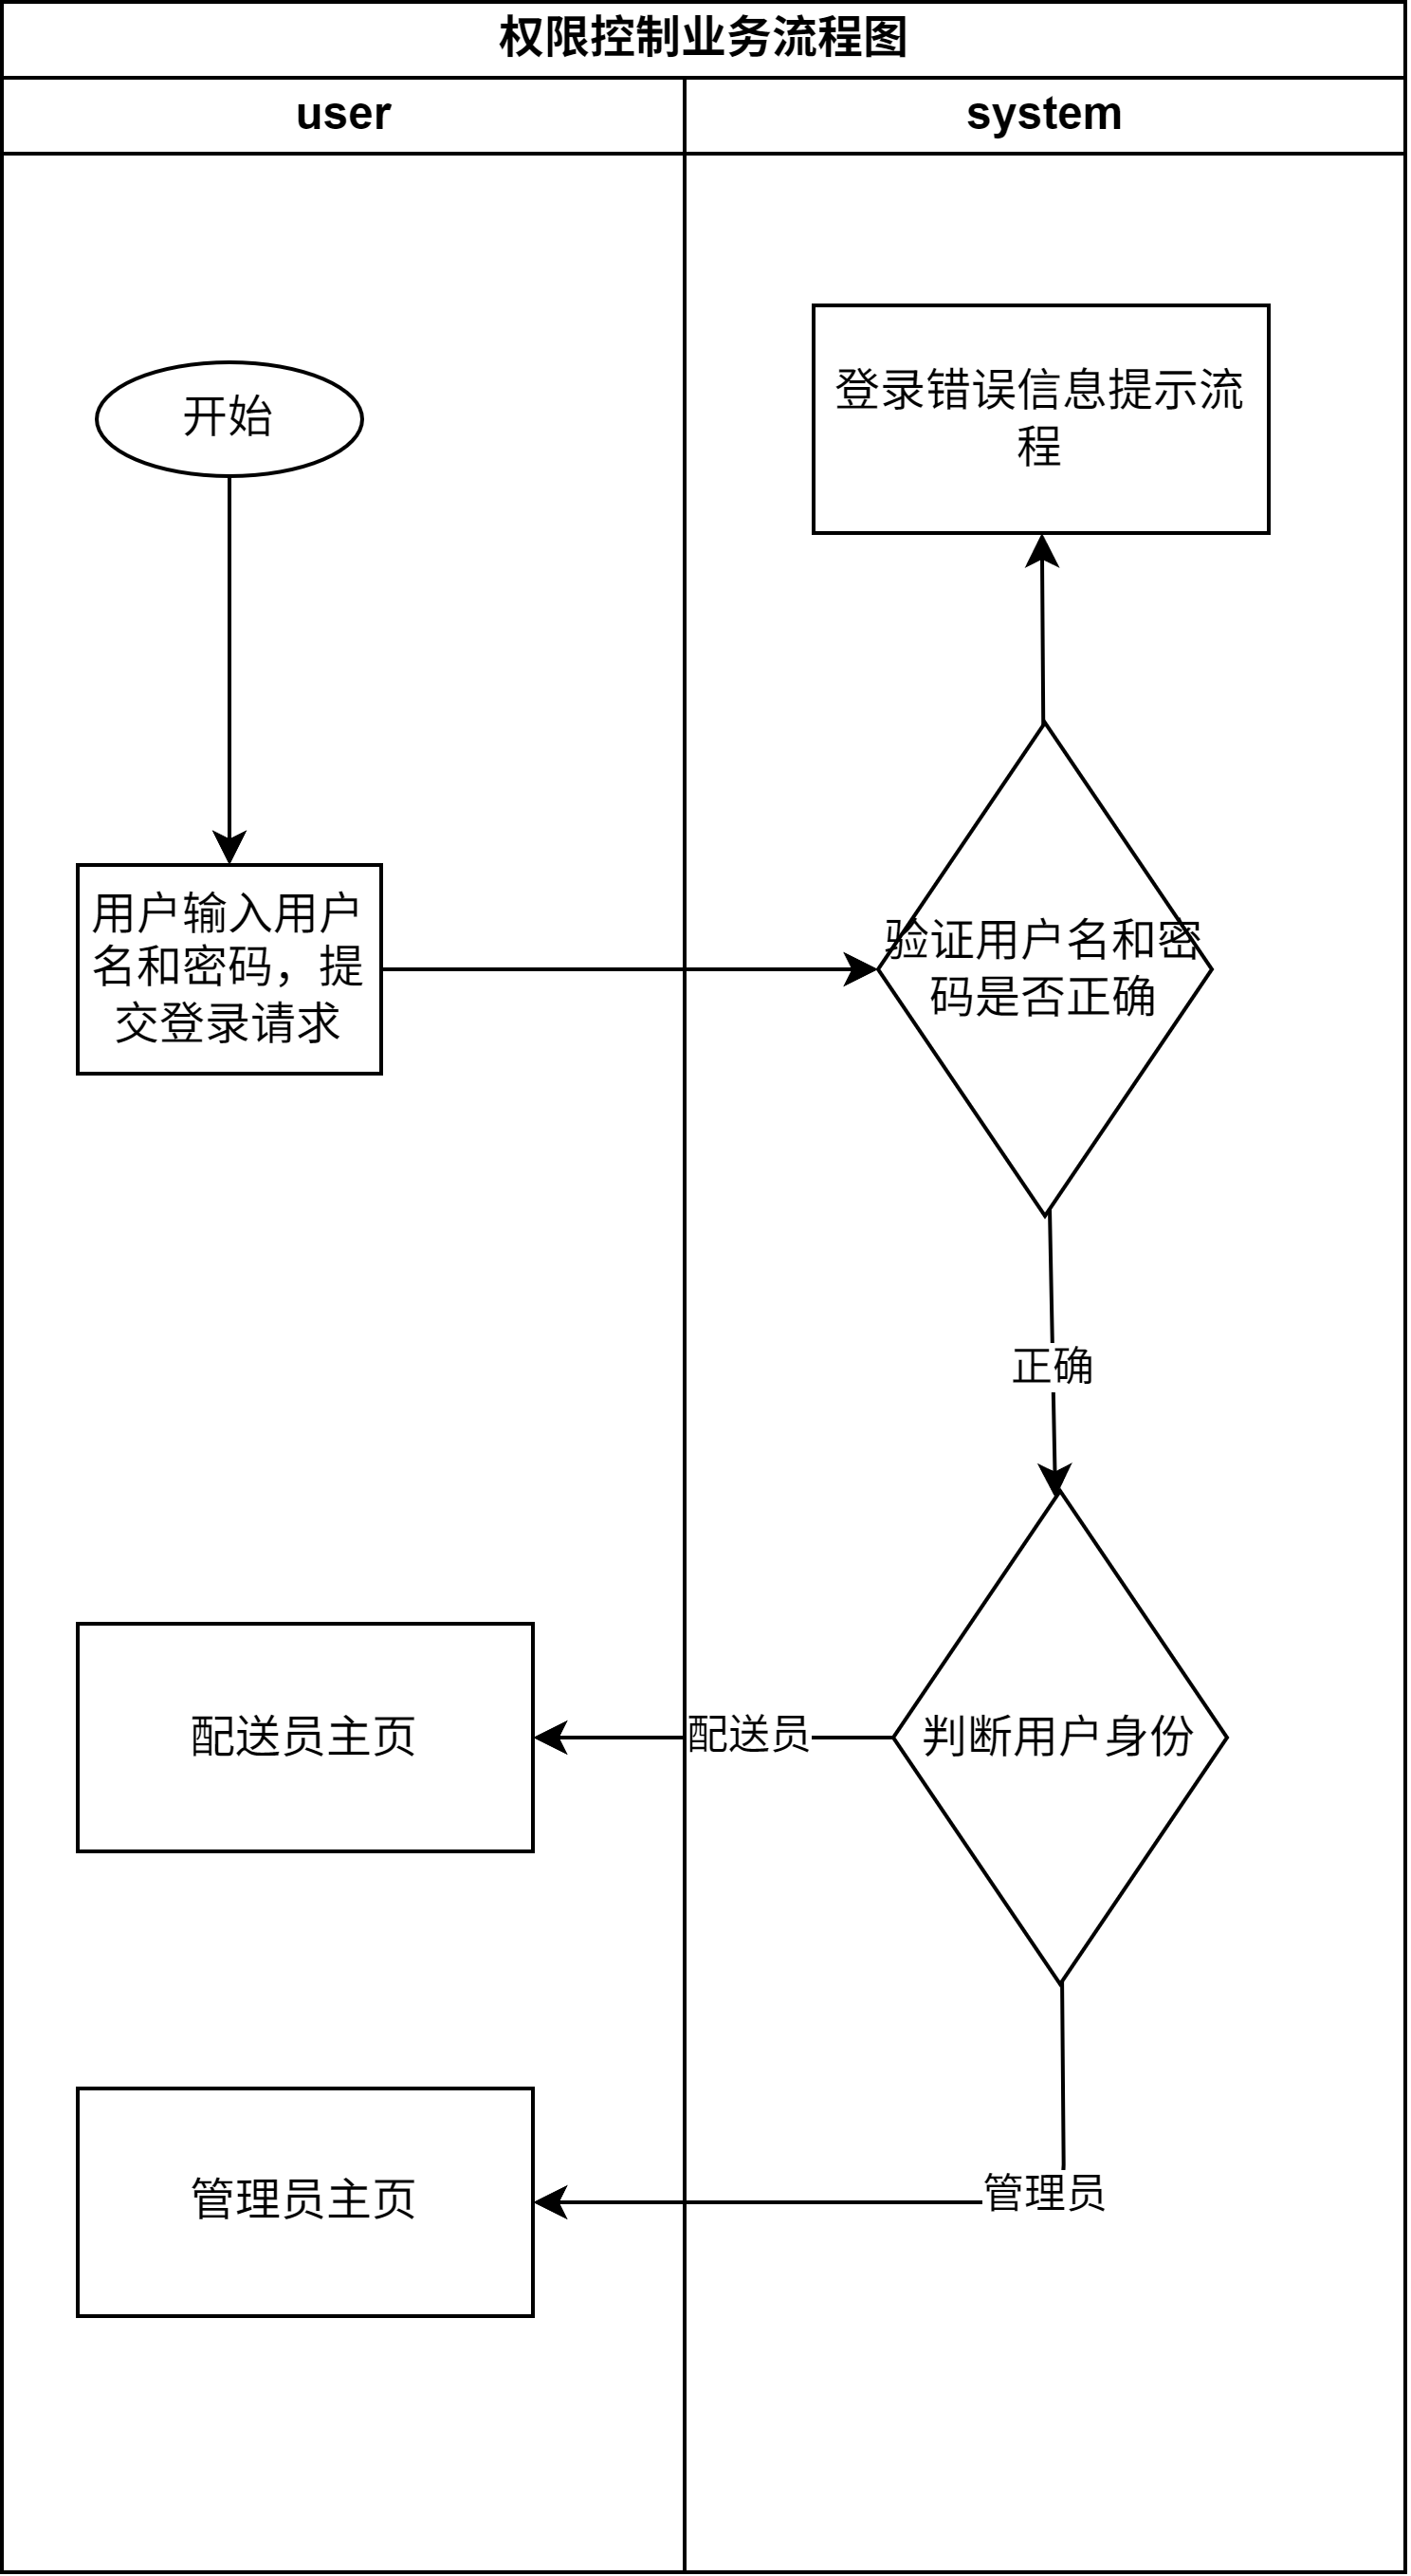 权限控制业务流程图
user
system
开始
登录错误信息提示流
程
用户输入用户
名和密码，提
交登录请求
验证用户名和密
码是否正确
正确
配送员主页
配送员
判断用户身份
管理员主页
管理员